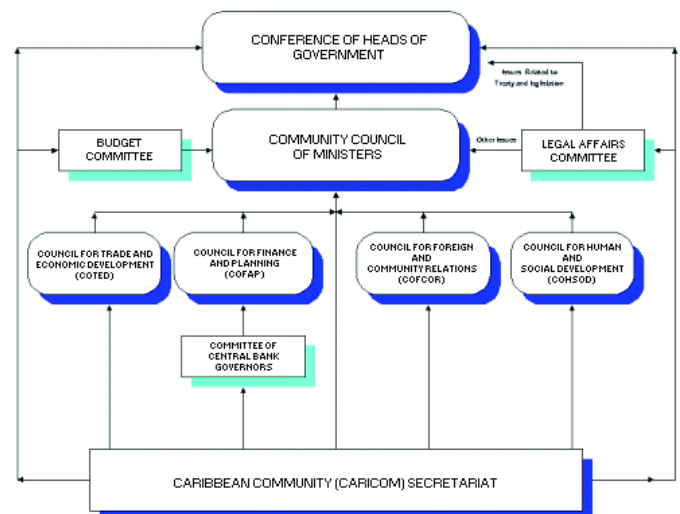 CONFERENCE OF HEADS OF
GOVERNMENT
Issues Related to
Treaty and legislation
BUDGET
COMMITTEE
COMMUNITY COUNCIL
OF MINISTERS
Other Issues
LEGAL AFFAIRS
COMMITTEE
COUNCIL FOR TRADE AND
ECONOMIC DEVELOPMENT
(COTED)
COUNCIL FOR FINANCE
AND PLANNING (COFAP)
COUNCIL FOR FOREIGN
AND
COMMUNITY RELATIONS
(COFCOR)
COUNCIL FOR HUMAN
AND
SOCIAL DEVELOPMENT
(COHSOD)
COMMITTEE OF
CENTRAL BANK
GOVERNORS
CARIBBEAN COMMUNITY (CARICOM) SECRETARIAT